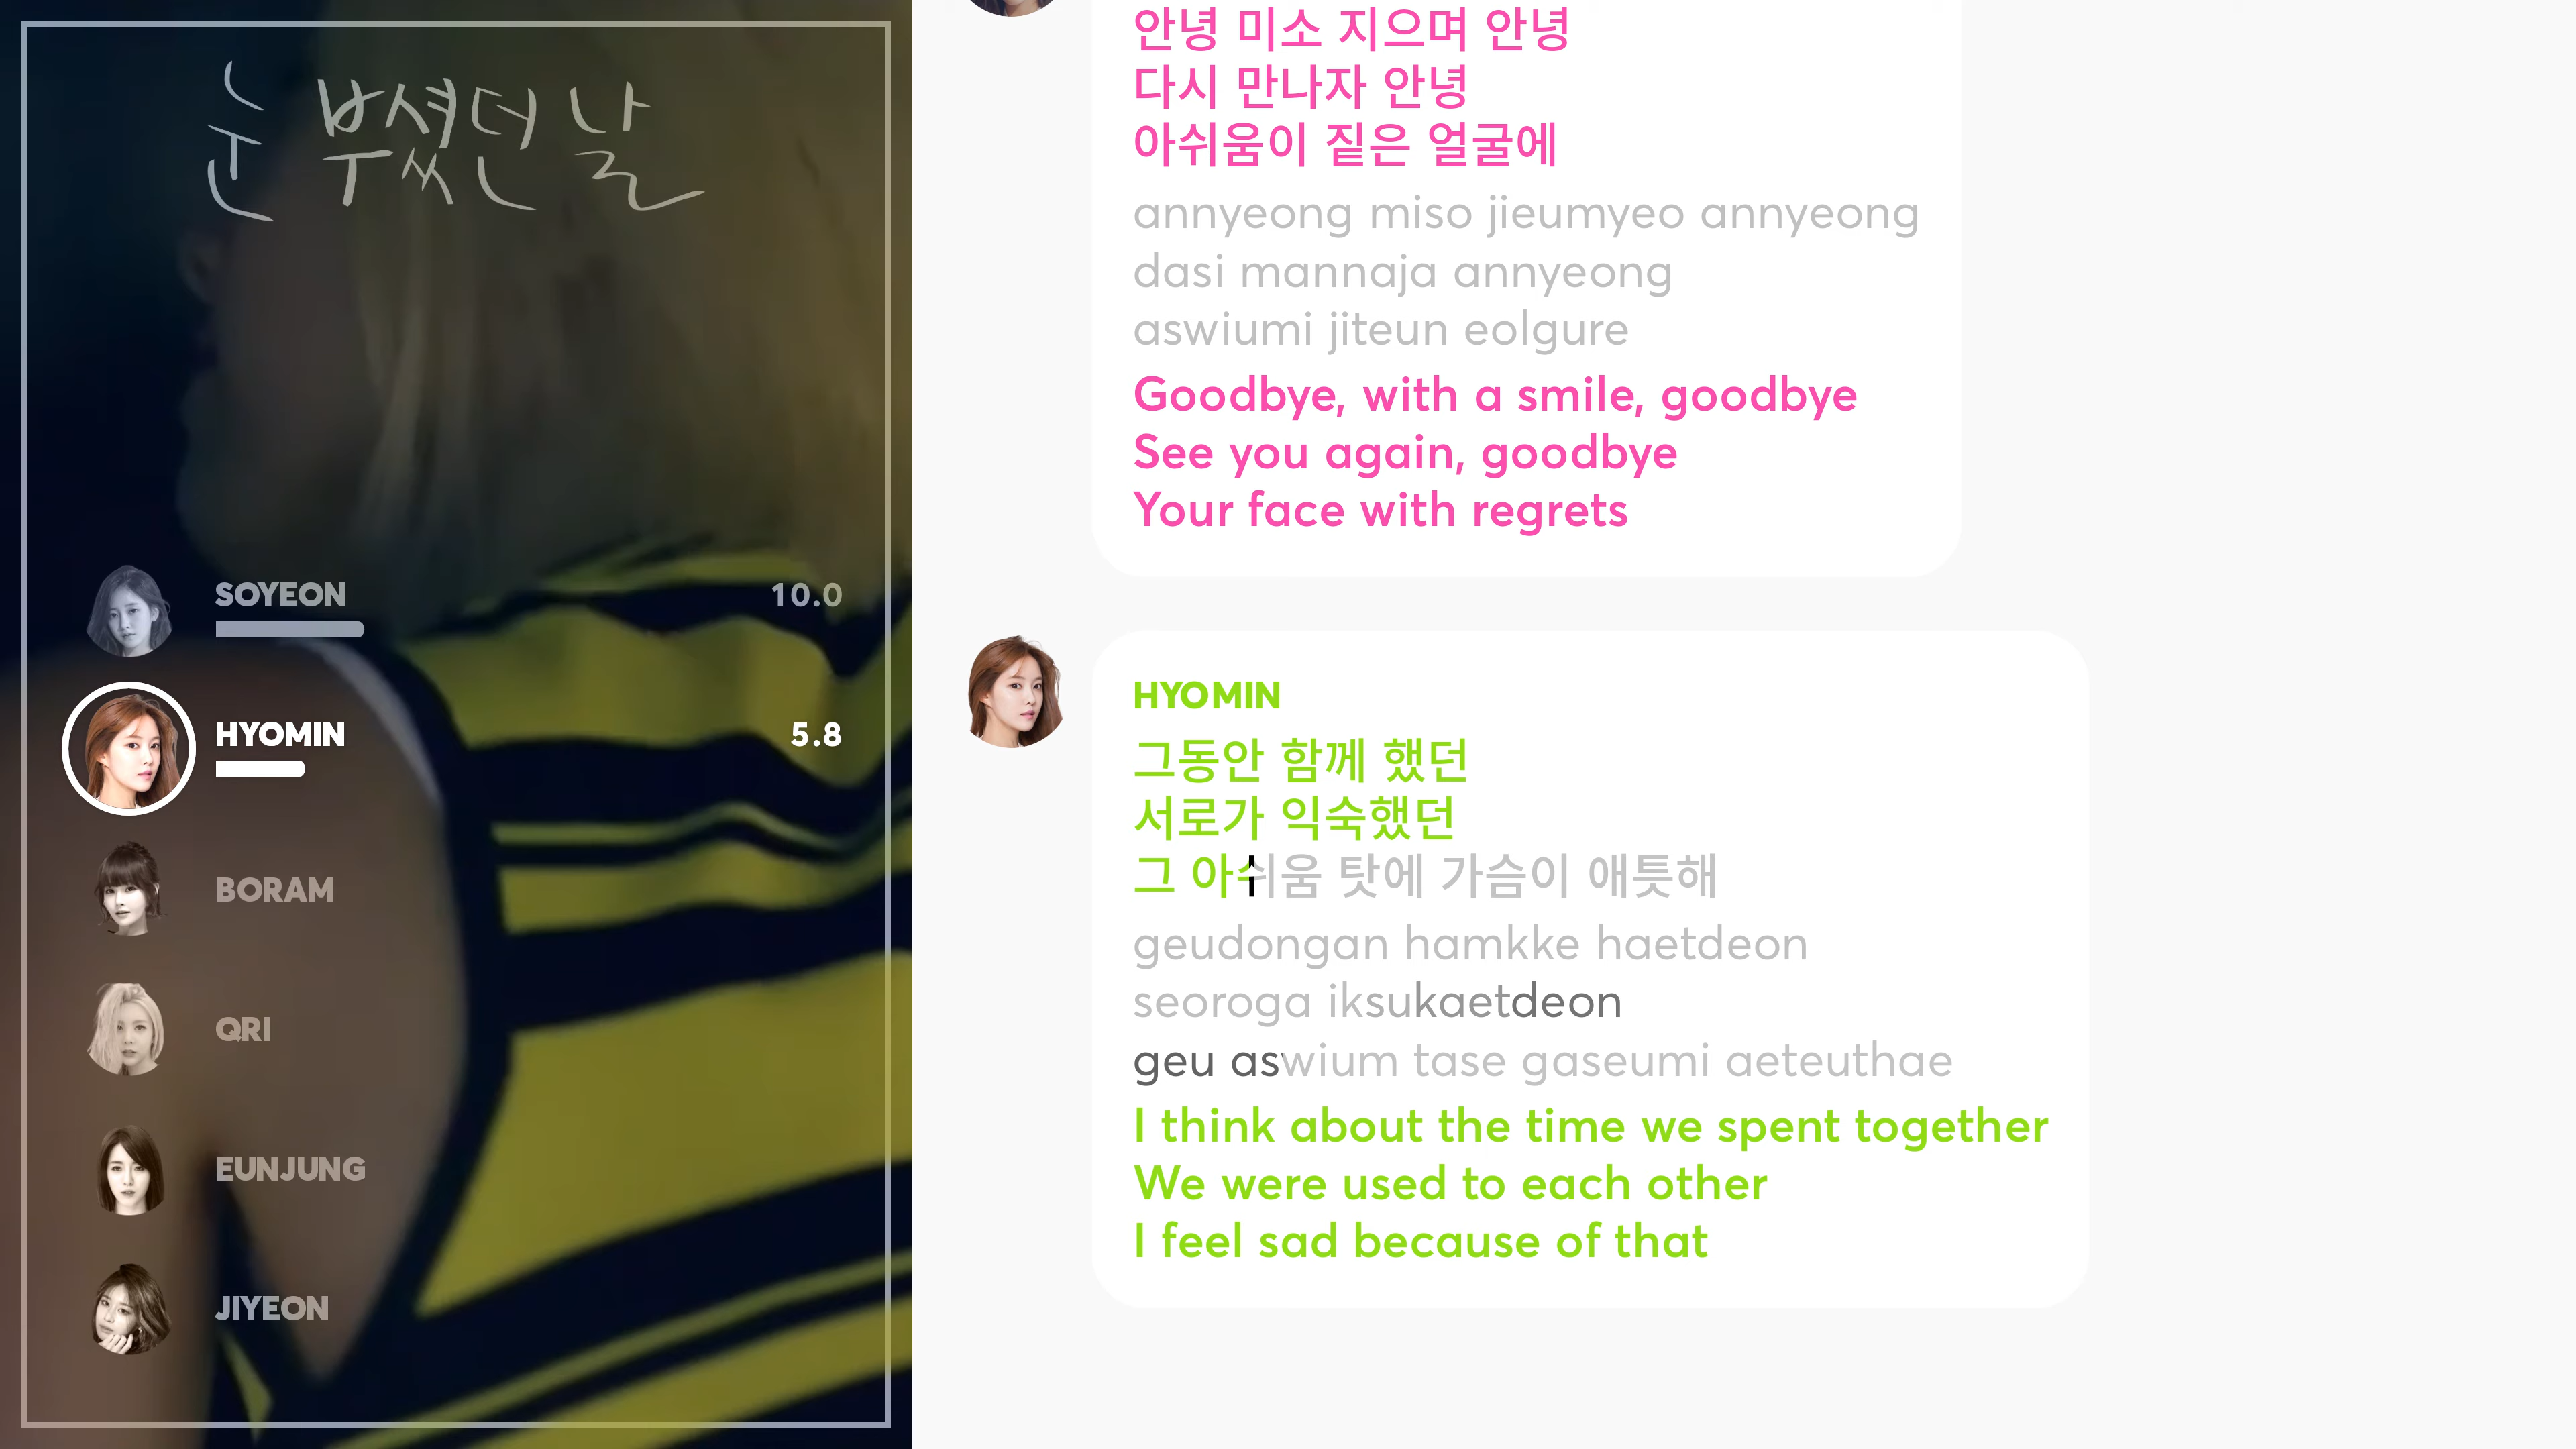 눈 부셨던 날
SOYEON 10.0
HYOMIN 5.8
BORAM
QRI
EUNJUNG
JIYEON
안녕 미소 지으며 안녕
다시 만나자 안녕
아쉬움이 짙은 얼굴에
annyeong miso jieumyeo annyeong
dasi mannaja annyeong
aswiumi jiteun eolgure
Goodbye, with a smile, goodbye
See you again, goodbye
Your face with regrets
HYOMIN
그동안 함께 했던
서로가 익숙했던
그 아쉬움 탓에 가슴이 애틋해
geudongan hamkke haetdeon
seoroga iksukaetdeon
geu aswium tase gaseumi aeteuthae
I think about the time we spent together
We were used to each other
I feel sad because of that